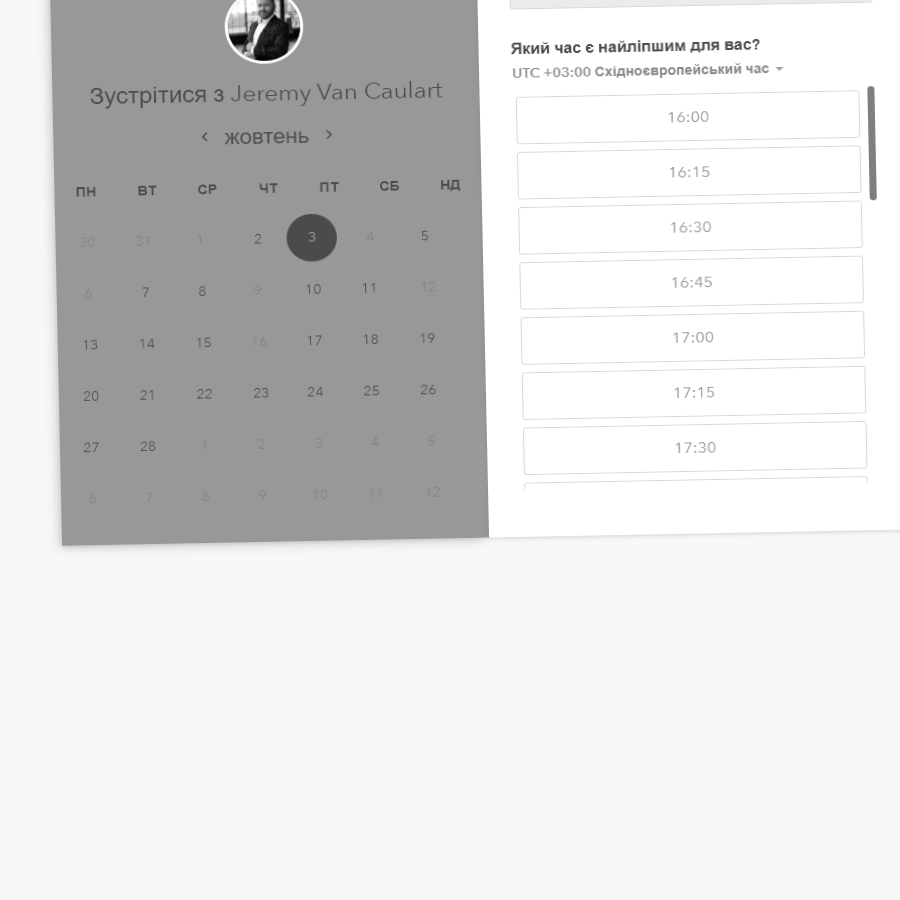 Зустрітися з Jeremy Van Caulart
жовтень
ПН ВТ СР ЧТ ПТ СБ НД
30 31 1 2 3 4 5
6 7 8 9 10 11 12
13 14 15 16 17 18 19
20 21 22 23 24 25 26
27 28 1 2 3 4 5
6 7 8 9 10 11 12
Який час є найліпшим для вас?
UTC +03:00 Східноєвропейський час
16:00
16:15
16:30
16:45
17:00
17:15
17:30